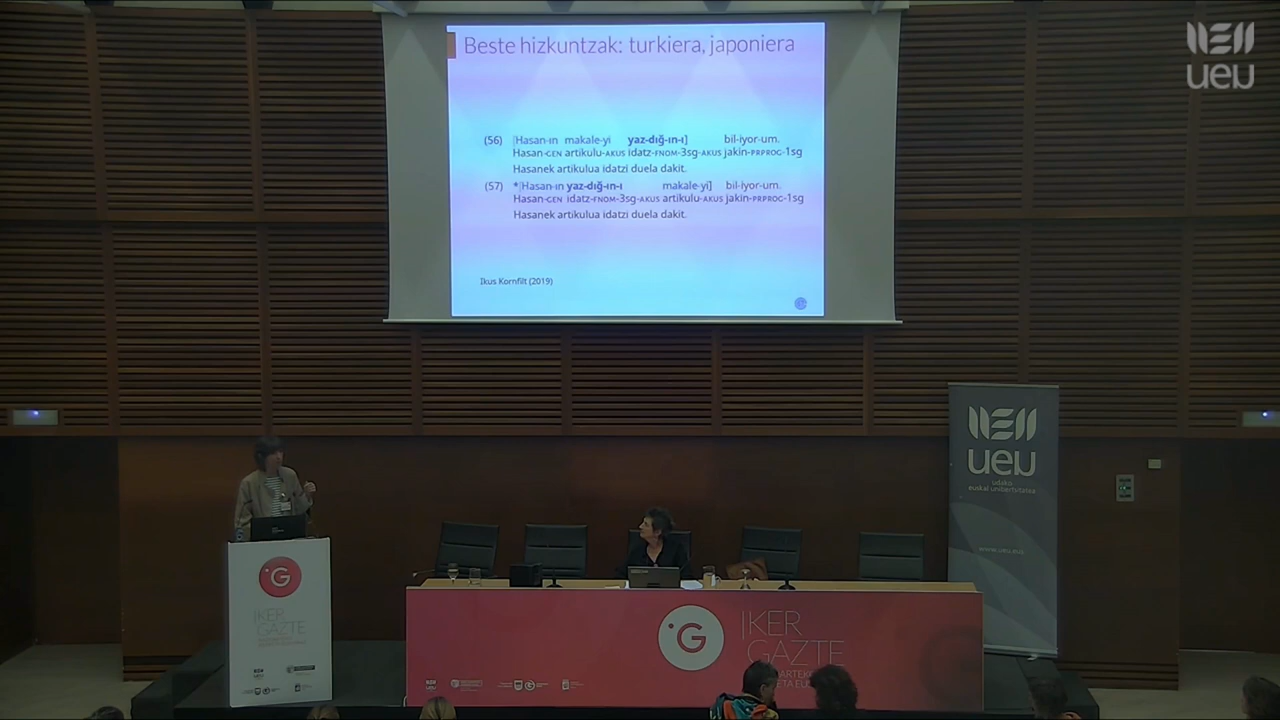 Beste hizkuntzak: turkiera, japoniera
(56) [Hasan-ın makale-yi yaz-dığ-ın-ı] bil-iyor-um.
Hasan-GEN artikulu-AKUS idatz-FNOM-3sg-AKUS jakin-PRPROG-1sg
Hasanek artikulua idatzi duela dakit.
(57) *[Hasan-ın yaz-dığ-ın-ı makale-yi] bil-iyor-um.
Hasan-GEN idatz-FNOM-3sg-AKUS artikulu-AKUS jakin-PRPROG-1sg
Hasanek artikulua idatzi duela dakit.
Ikus Kornfilt (2019)
ueu
ueu
udako
euskal unibertsitatea
www.ueu.eus
G
IKER
GAZTE
G
IKER
GAZTE